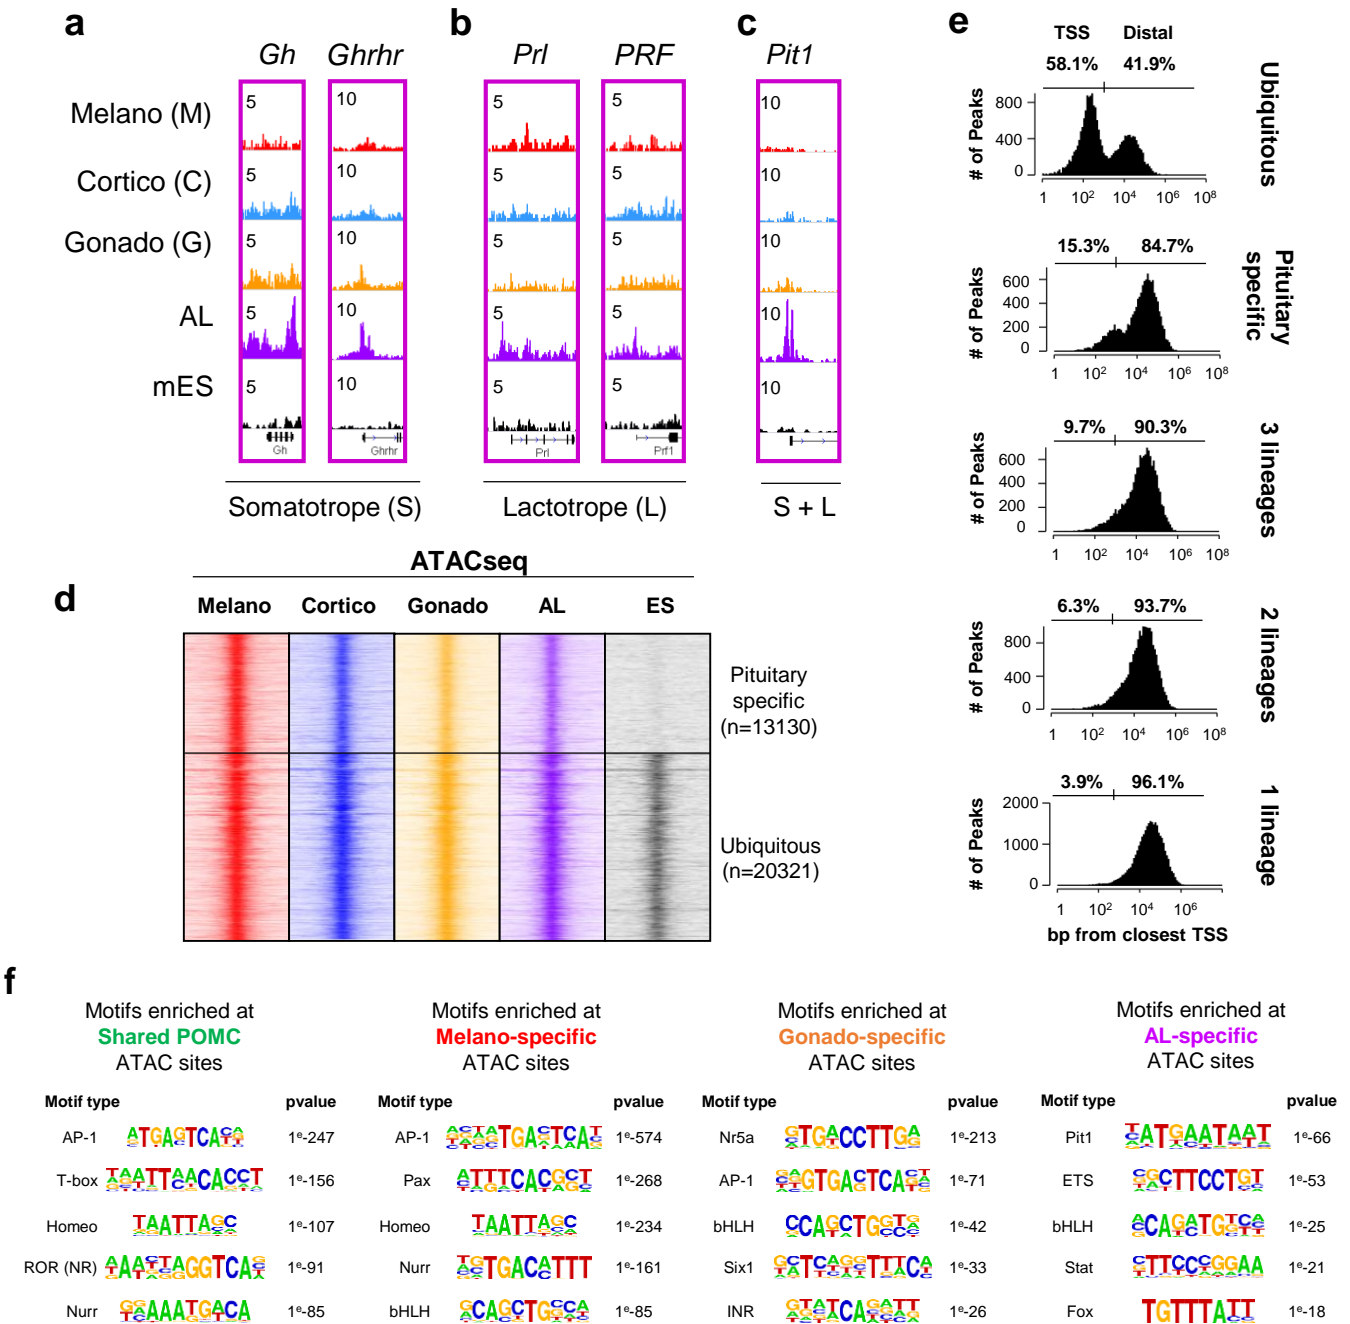 a
Gh
Ghrhr
Melano (M)
Cortico (C)
Gonado (G)
AL
mES
5
10
5
10
5
10
5
10
5
10
Gh
Ghrhr
Somatotrope (S)
b
Prl
PRF
5
5
5
5
5
5
5
5
5
5
Prl
Prf1
Lactotrope (L)
c
Pit1
10
10
10
10
10
S + L
d
ATACseq
Melano Cortico Gonado AL ES
Pituitary
specific
(n=13130)
Ubiquitous
(n=20321)
e
TSS Distal
58.1% 41.9%
# of Peaks
800
400
0
1 10² 10⁴ 10⁶ 10⁸
Ubiquitous
15.3% 84.7%
# of Peaks
600
400
200
0
1 10² 10⁴ 10⁶ 10⁸
Pituitary
specific
9.7% 90.3%
# of Peaks
600
400
200
0
1 10² 10⁴ 10⁶ 10⁸
3 lineages
6.3% 93.7%
# of Peaks
800
400
0
1 10² 10⁴ 10⁶ 10⁸
2 lineages
3.9% 96.1%
# of Peaks
2000
1000
0
1 10² 10⁴ 10⁶
1 lineage
bp from closest TSS
f
Motifs enriched at
Shared POMC
ATAC sites
Motif type pvalue
AP-1 1ᵉ-247
T-box 1ᵉ-156
Homeo 1ᵉ-107
ROR (NR) 1ᵉ-91
Nurr 1ᵉ-85
Motifs enriched at
Melano-specific
ATAC sites
Motif type pvalue
AP-1 1ᵉ-574
Pax 1ᵉ-268
Homeo 1ᵉ-234
Nurr 1ᵉ-161
bHLH 1ᵉ-85
Motifs enriched at
Gonado-specific
ATAC sites
Motif type pvalue
Nr5a 1ᵉ-213
AP-1 1ᵉ-71
bHLH 1ᵉ-42
Six1 1ᵉ-33
INR 1ᵉ-26
Motifs enriched at
AL-specific
ATAC sites
Motif type pvalue
Pit1 1ᵉ-66
ETS 1ᵉ-53
bHLH 1ᵉ-25
Stat 1ᵉ-21
Fox 1ᵉ-18